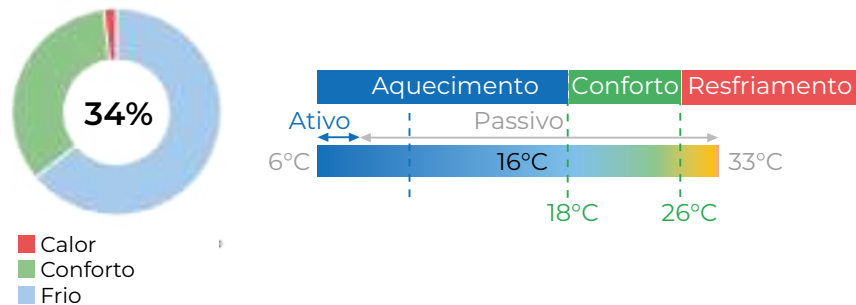 34%
Calor
Conforto
Frio
Aquecimento Conforto Resfriamento
Ativo Passivo
6°C 16°C 33°C
18°C 26°C